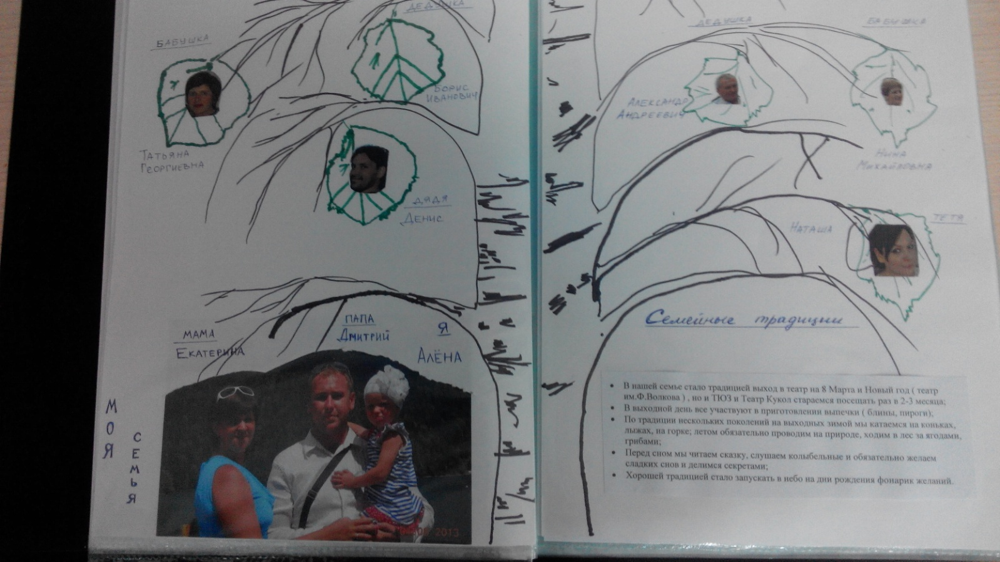 ДЕДУШКА
БАБУШКА
БОРИС
ИВАНОВИЧ
ТАТЬЯНА
ГЕОРГИЕВНА
ДЯДЯ
ДЕНИС
МАМА
ЕКАТЕРИНА
ПАПА
ДМИТРИЙ
Я
АЛЁНА
МОЯ
СЕМЬЯ
2013
ДЕДУШКА
БАБУШКА
АЛЕКСАНДР
АНДРЕЕВИЧ
НИНА
МИХАЙЛОВНА
ТЕТЯ
НАТАША
Семейные традиции
• В нашей семье стало традицией выход в театр на 8 Марта и Новый год ( театр
им.Ф.Волкова ) , но и ТЮЗ и Театр Кукол стараемся посещать раз в 2-3 месяца;
• В выходной день все участвуют в приготовлении выпечки ( блины, пироги);
• По традиции нескольких поколений на выходных зимой мы катаемся на коньках,
лыжах, на горке; летом обязательно проводим на природе, ходим в лес за ягодами,
грибами;
• Перед сном мы читаем сказку, слушаем колыбельные и обязательно желаем
сладких снов и делимся секретами;
• Хорошей традицией стало запускать в небо на дни рождения фонарик желаний.